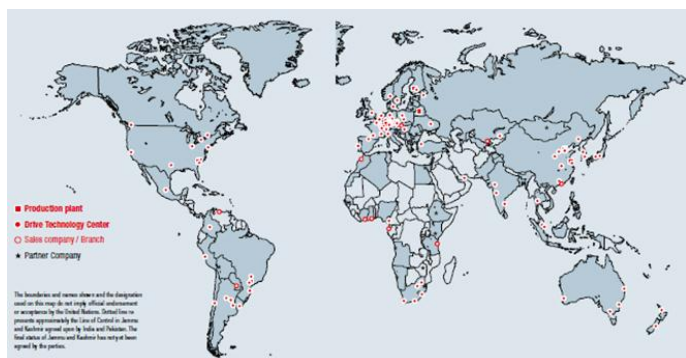 Production plant
Drive Technology Center
Sales company / Branch
Partner Company
The boundaries and names shown and the designation
used on this map do not imply official endorsement
or acceptance by the United Nations. Dotted line re
presents approximately the Line of Control in Jammu
and Kashmir agreed upon by India and Pakistan. The
final status of Jammu and Kashmir has not yet been
agreed by the parties.